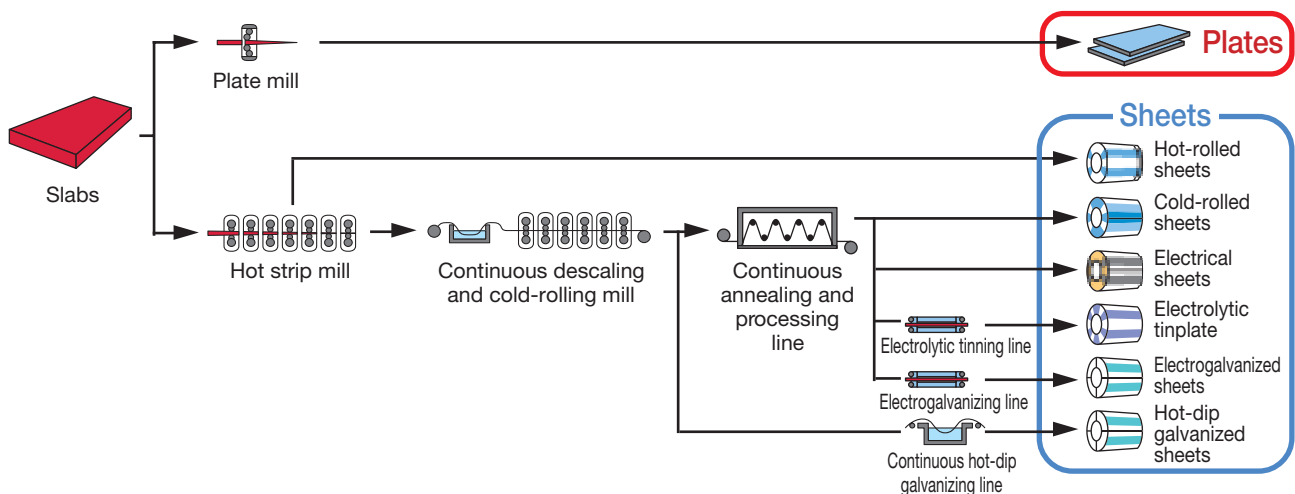 Plates
Plate mill
Slabs
Sheets
Hot-rolled
sheets
Cold-rolled
sheets
Hot strip mill
Continuous descaling
and cold-rolling mill
Continuous
annealing and
processing
line
Electrical
sheets
Electrolytic
tinplate
Electrolytic tinning line
Electrogalvanized
sheets
Electrogalvanizing line
Hot-dip
galvanized
sheets
Continuous hot-dip
galvanizing line